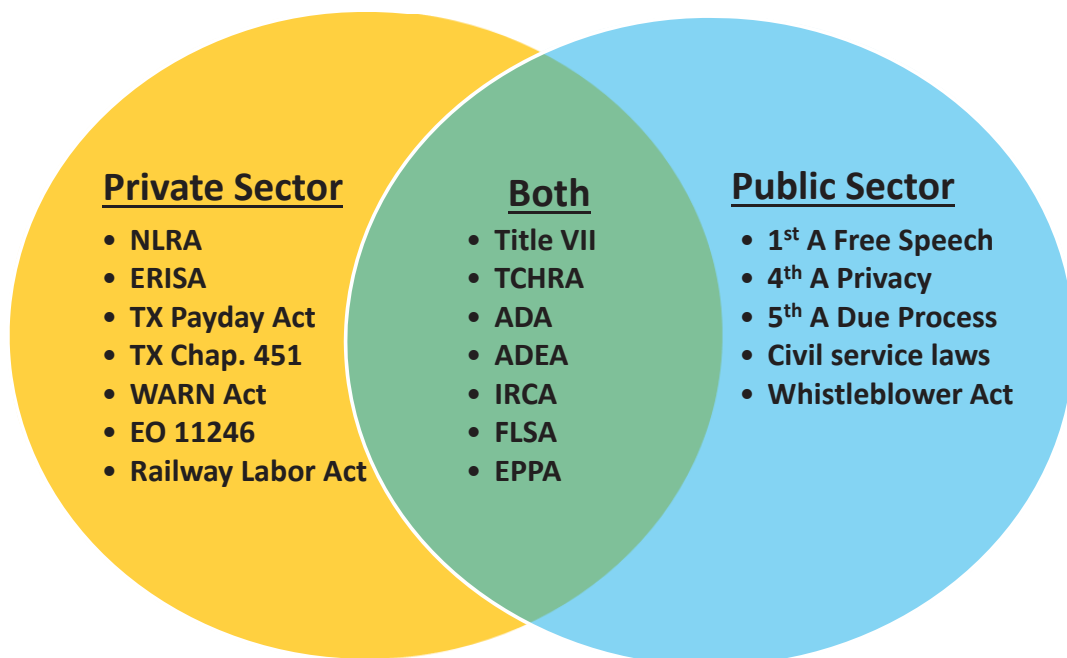 Private Sector
• NLRA
• ERISA
• TX Payday Act
• TX Chap. 451
• WARN Act
• EO 11246
• Railway Labor Act
Both
• Title VII
• TCHRA
• ADA
• ADEA
• IRCA
• FLSA
• EPPA
Public Sector
• 1st A Free Speech
• 4th A Privacy
• 5th A Due Process
• Civil service laws
• Whistleblower Act